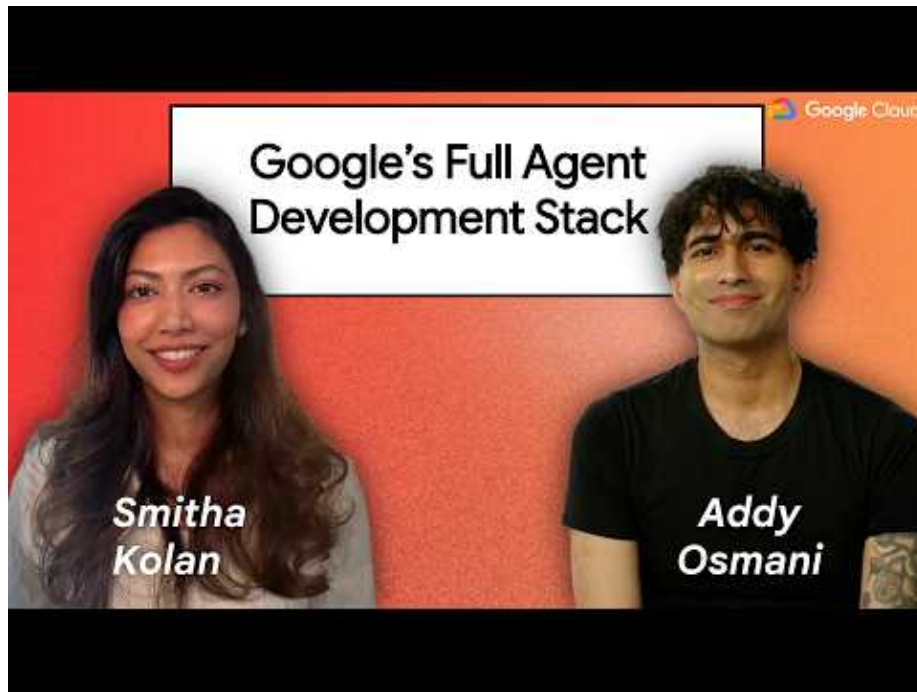 Google Cloud
Google's Full Agent
Development Stack
Smitha
Kolan
Addy
Osmani